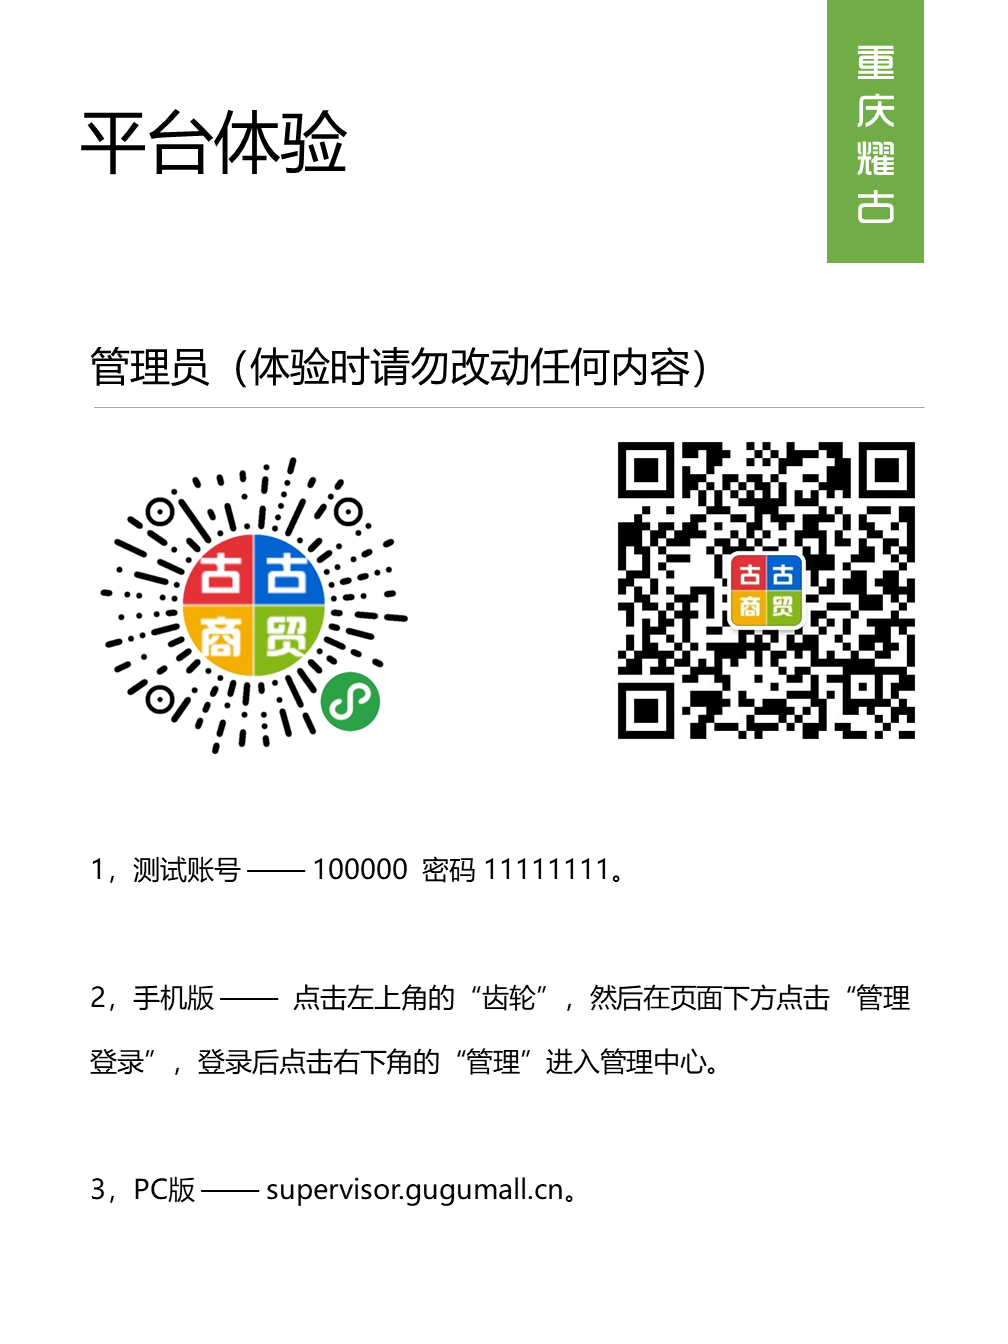 重庆耀古
平台体验
管理员（体验时请勿改动任何内容）
古古
商贸
古古
商贸
1，测试账号 —— 100000 密码 11111111。
2，手机版 —— 点击左上角的“齿轮”，然后在页面下方点击“管理
登录”，登录后点击右下角的“管理”进入管理中心。
3，PC版 —— supervisor.gugumall.cn。